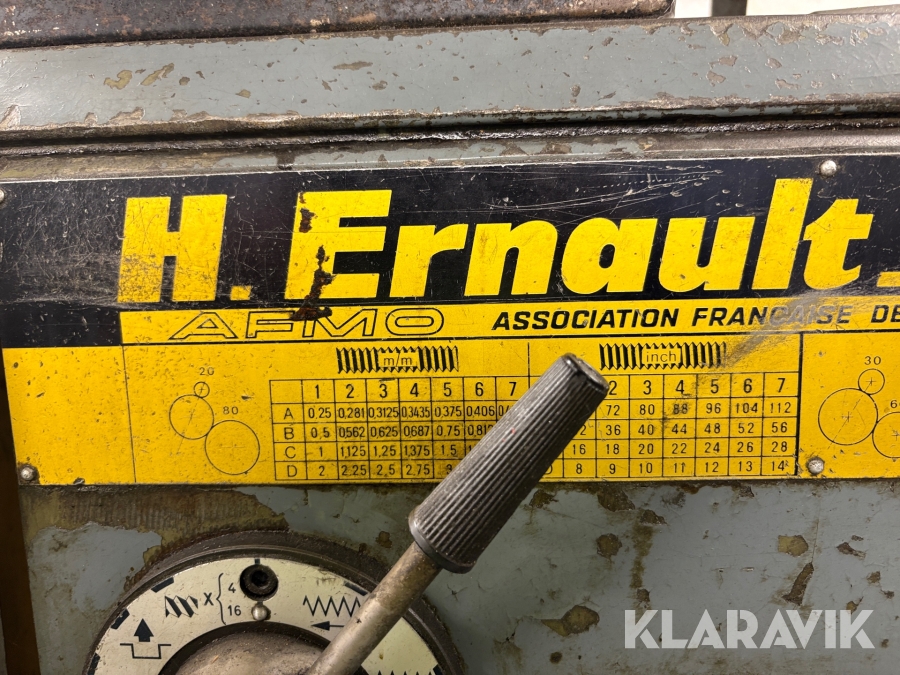 H. Ernault
AFMO ASSOCIATION FRANÇAISE DE
m/m inch
20 80
1 2 3 4 5 6 7 2 3 4 5 6 7
A 0,25 0,281 0,3125 0,3435 0,375 0,406 72 80 88 96 104 112
B 0,5 0562 0,625 0,687 0,75 36 40 44 48 52 56
C 1 1,125 1,25 1,375 1,5 16 18 20 22 24 26 28
D 2 2,25 2,5 2,75 8 9 10 11 12 13 14
30
X { 4
16
KLARAVIK